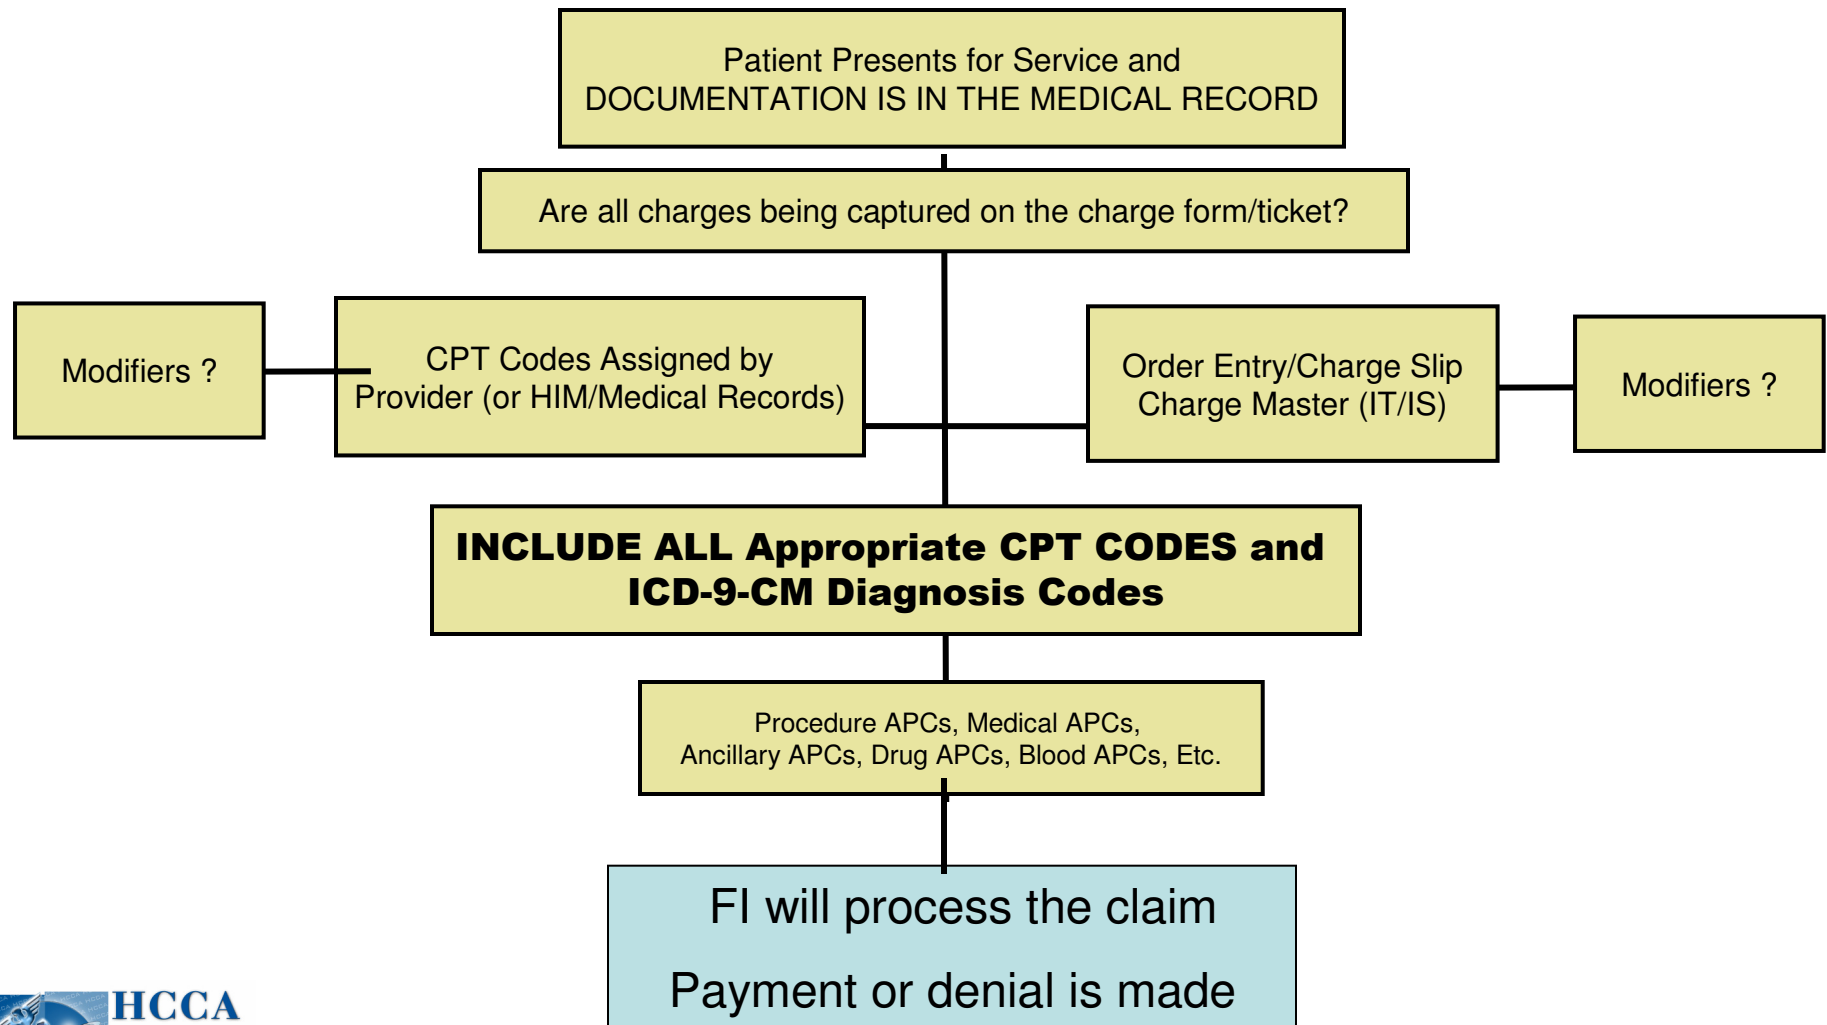 Patient Presents for Service and
DOCUMENTATION IS IN THE MEDICAL RECORD
Are all charges being captured on the charge form/ticket?
Modifiers ?
CPT Codes Assigned by
Provider (or HIM/Medical Records)
Order Entry/Charge Slip
Charge Master (IT/IS)
Modifiers ?
INCLUDE ALL Appropriate CPT CODES and
ICD-9-CM Diagnosis Codes
Procedure APCs, Medical APCs,
Ancillary APCs, Drug APCs, Blood APCs, Etc.
FI will process the claim
Payment or denial is made
HCCA